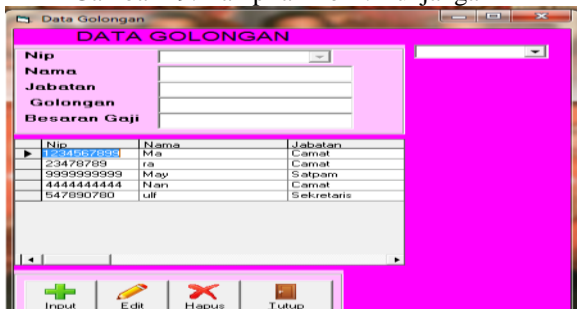 Data Golongan
DATA GOLONGAN
Nip
Nama
Jabatan
Golongan
Besaran Gaji
Nip Nama Jabatan
1234567899 Ma Camat
23478789 ra Camat
9999999999 May Satpam
4444444444 Nan Camat
547890780 ulf Sekretaris
Input Edit Hapus Tutup